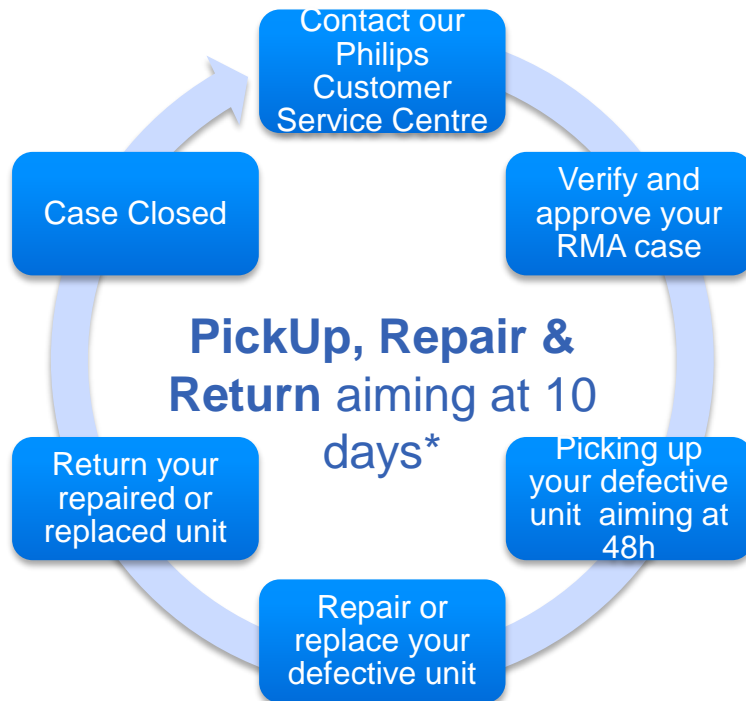 Contact our
Philips
Customer
Service Centre
Verify and
approve your
RMA case
Picking up
your defective
unit aiming at
48h
Repair or
replace your
defective unit
Return your
repaired or
replaced unit
Case Closed
PickUp, Repair &
Return aiming at 10
days*